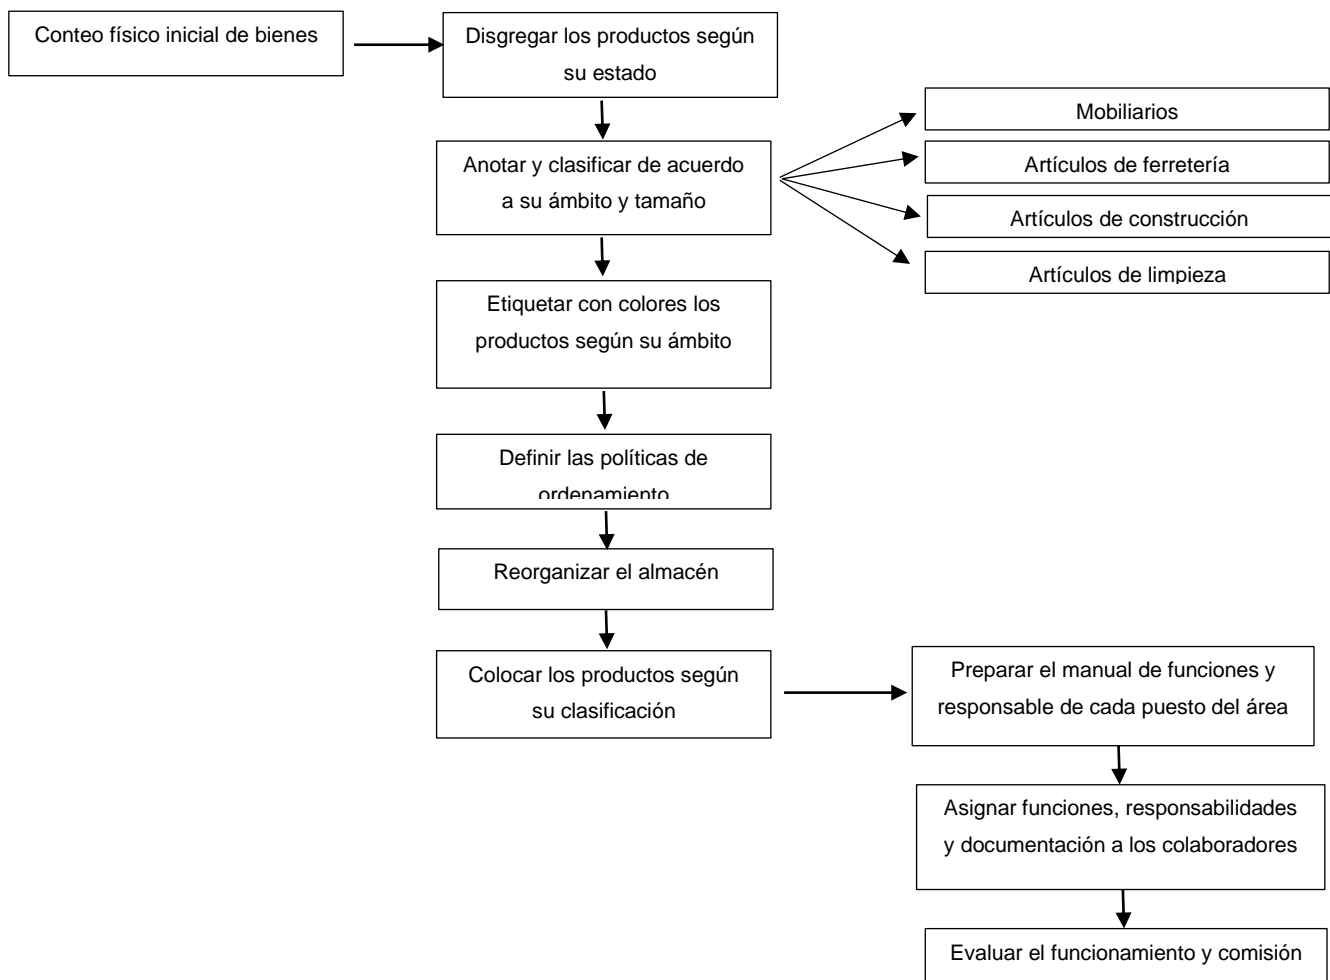 Conteo físico inicial de bienes
Disgregar los productos según
su estado
Anotar y clasificar de acuerdo
a su ámbito y tamaño
Mobiliarios
Artículos de ferretería
Artículos de construcción
Artículos de limpieza
Etiquetar con colores los
productos según su ámbito
Definir las políticas de
ordenamiento
Reorganizar el almacén
Colocar los productos según
su clasificación
Preparar el manual de funciones y
responsable de cada puesto del área
Asignar funciones, responsabilidades
y documentación a los colaboradores
Evaluar el funcionamiento y comisión